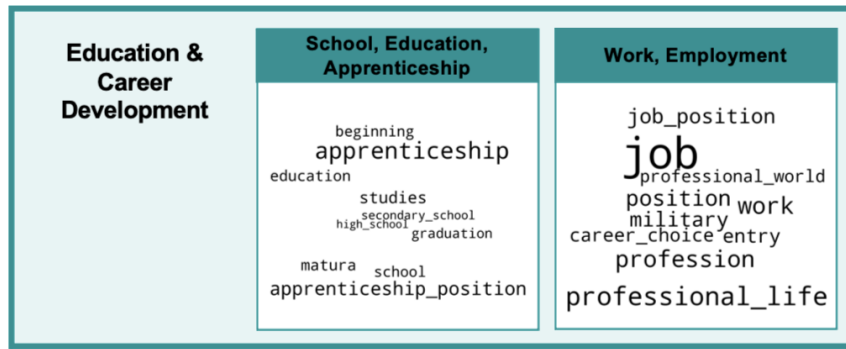 Education &
Career
Development
School, Education,
Apprenticeship
beginning
apprenticeship
education
studies
secondary_school
high_school
graduation
matura
school
apprenticeship_position
Work, Employment
job_position
job
professional_world
position
work
military
career_choice
entry
profession
professional_life